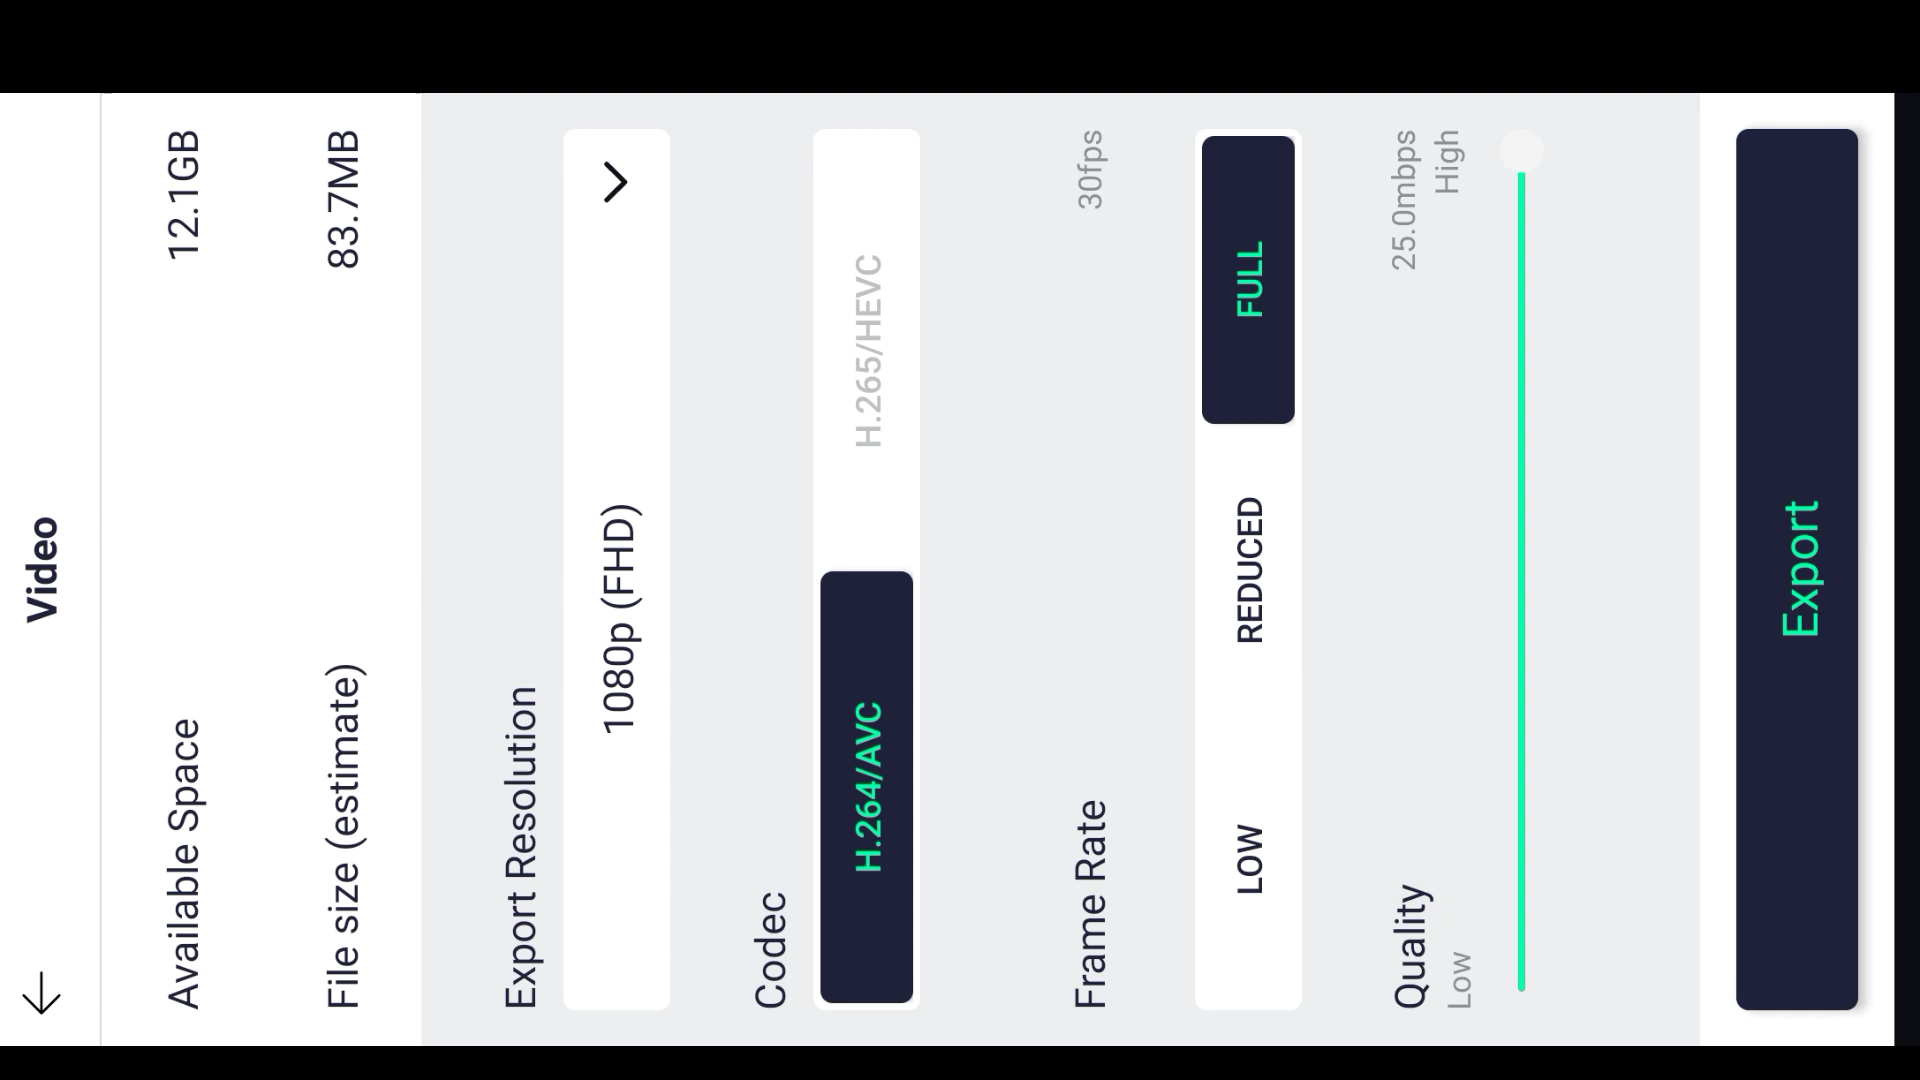 Video
Available Space 12.1GB
File size (estimate) 83.7MB
Export Resolution
1080p (FHD)
Codec
H.264/AVC H.265/HEVC
Frame Rate 30fps
LOW REDUCED FULL
Quality 25.0mbps
Low High
Export